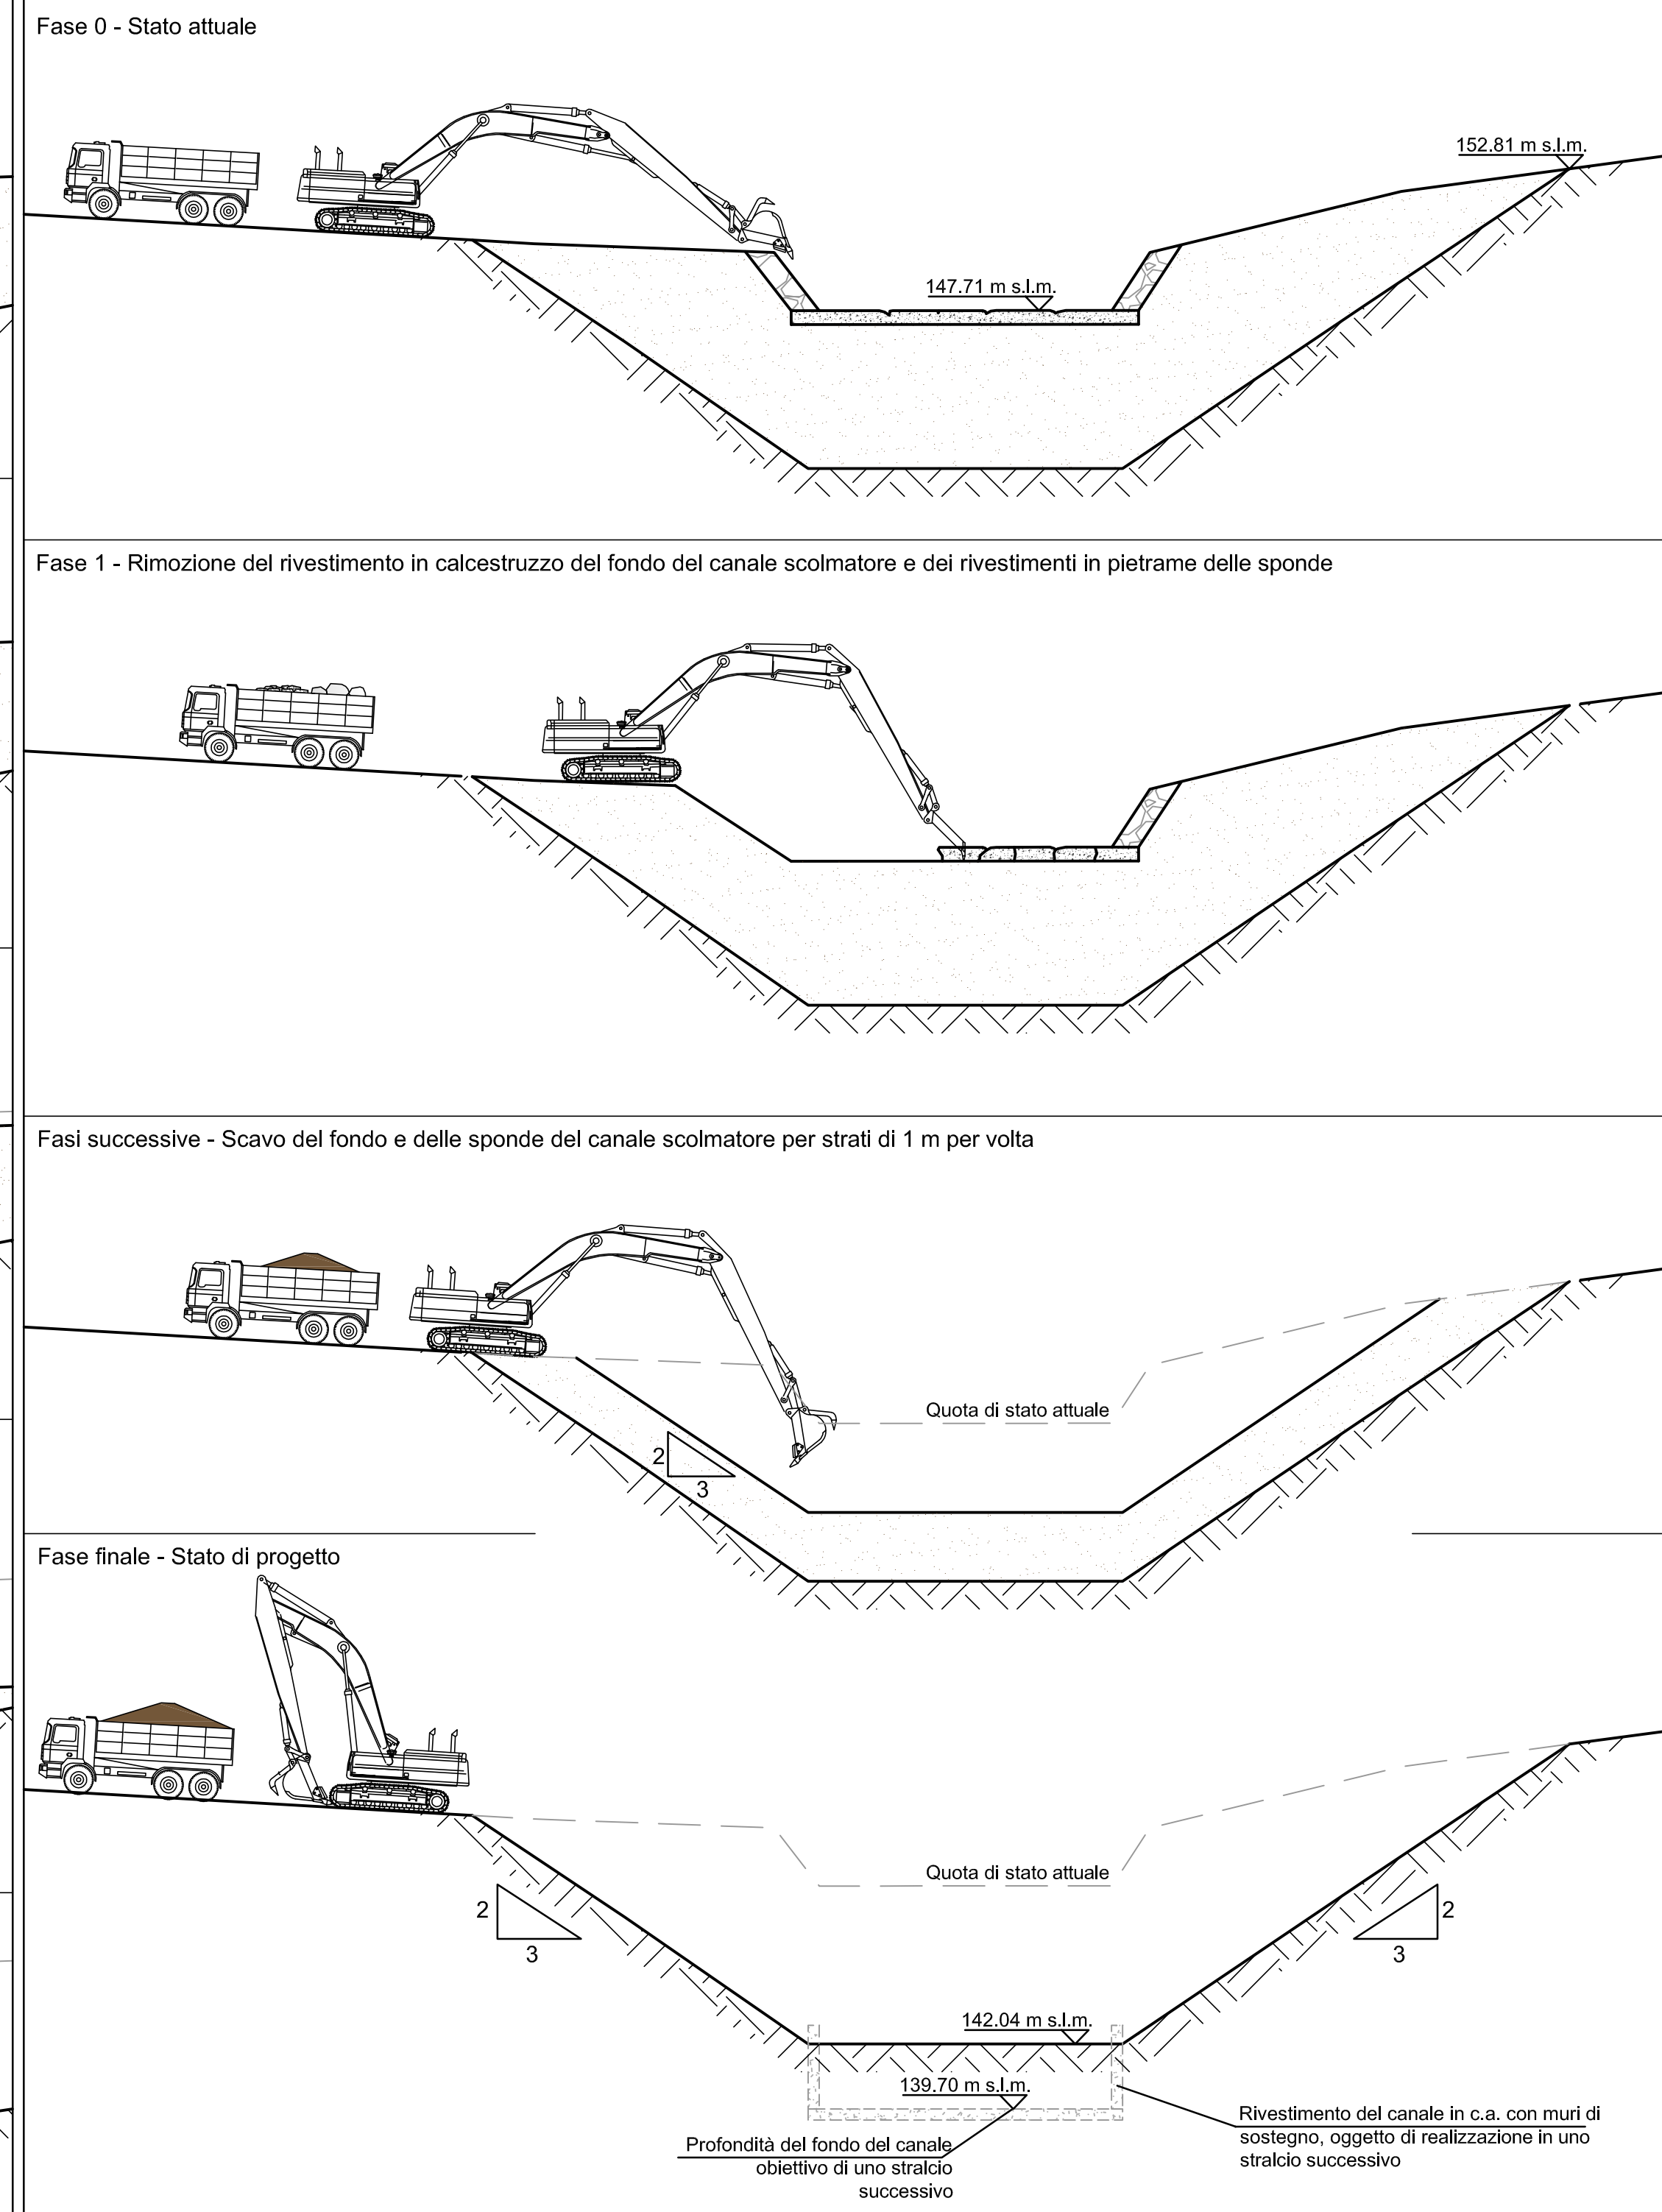 Fase 0 - Stato attuale
152.81 m s.l.m.
147.71 m s.l.m.
Fase 1 - Rimozione del rivestimento in calcestruzzo del fondo del canale scolmatore e dei rivestimenti in pietrame delle sponde
Fasi successive - Scavo del fondo e delle sponde del canale scolmatore per strati di 1 m per volta
Quota di stato attuale
2
3
Fase finale - Stato di progetto
Quota di stato attuale
2
3
2
3
142.04 m s.l.m.
139.70 m s.l.m.
Profondità del fondo del canale
obiettivo di uno stralcio
successivo
Rivestimento del canale in c.a. con muri di
sostegno, oggetto di realizzazione in uno
stralcio successivo